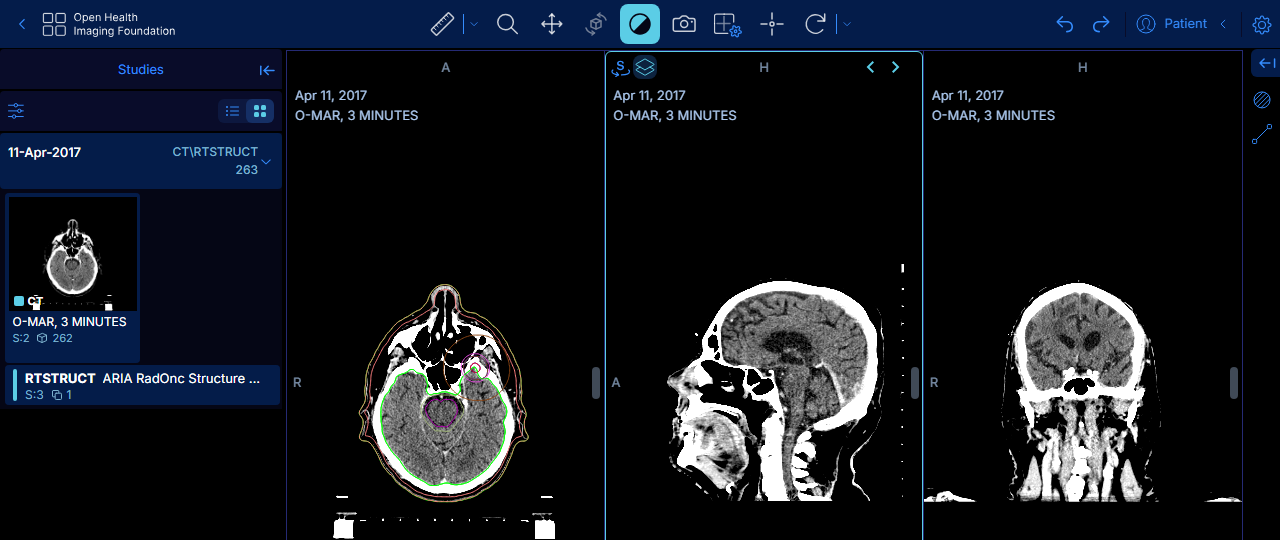 Open Health
Imaging Foundation
Patient
Studies
11-Apr-2017
CT\RTSTRUCT
263
CT
O-MAR, 3 MINUTES
S:2 262
RTSTRUCT ARIA RadOnc Structure ...
S:3 1
A
Apr 11, 2017
O-MAR, 3 MINUTES
R
S
H
Apr 11, 2017
O-MAR, 3 MINUTES
A
H
Apr 11, 2017
O-MAR, 3 MINUTES
R